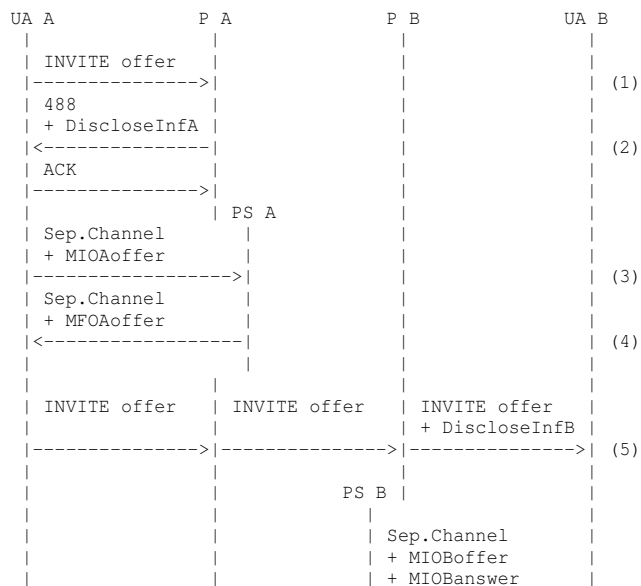 UA A P A P B UA B
| | | |
| INVITE offer | | |
|--------------->| | | (1)
| 488 | | |
| + DiscloseInfA | | |
|<---------------| | | (2)
| ACK | | |
|--------------->| | |
| | PS A | |
| Sep.Channel | | |
| + MIOAoffer | | |
|------------------>| | | (3)
| Sep.Channel | | |
| + MFOAoffer | | |
|<------------------| | | (4)
| | | |
| | | |
| INVITE offer | INVITE offer | INVITE offer |
| | | + DiscloseInfB |
|--------------->|--------------->|--------------->| (5)
| | | |
| | PS B | |
| | | |
| | | Sep.Channel |
| | | + MIOBoffer |
| | | + MIOBanswer |